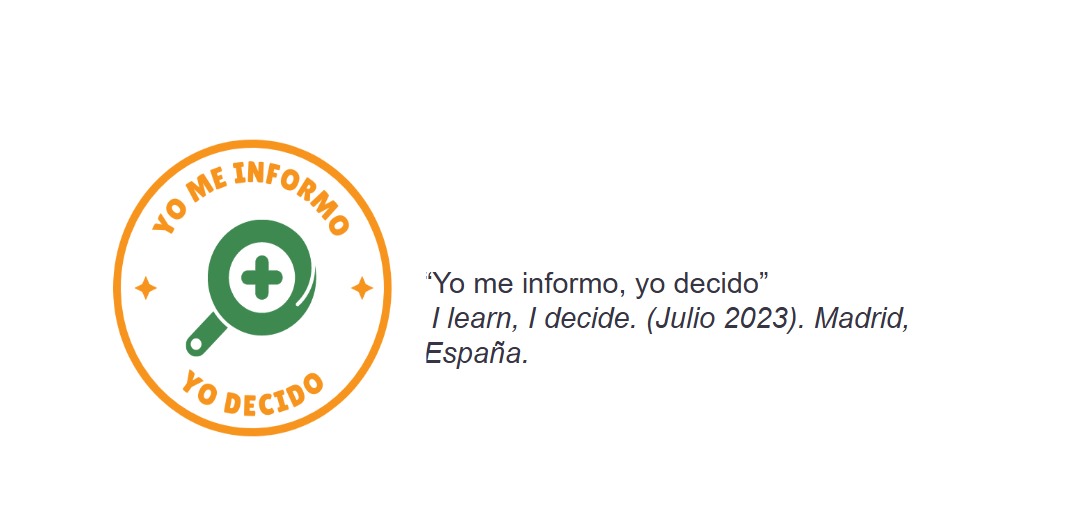 YO ME INFORMO
YO DECIDO
“Yo me informo, yo decido”
I learn, I decide. (Julio 2023). Madrid,
España.